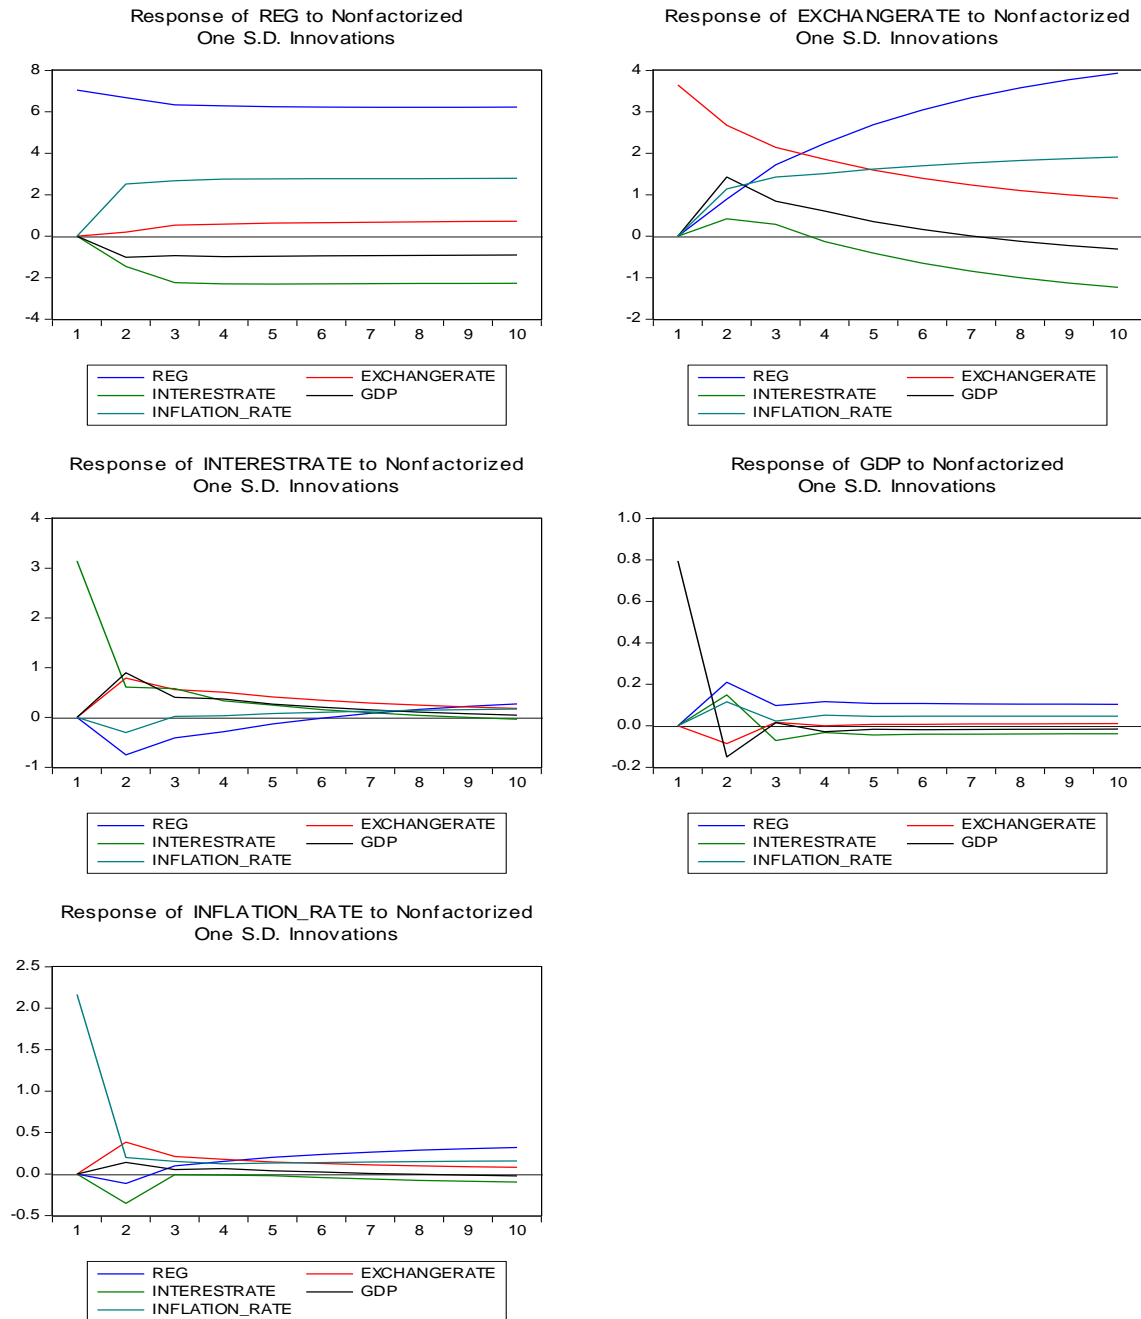 Response of REG to Nonfactorized
One S.D. Innovations
8
6
4
2
0
-2
-4
1 2 3 4 5 6 7 8 9 10
REG EXCHANGERATE
INTERESTRATE GDP
INFLATION_RATE
Response of EXCHANGERATE to Nonfactorized
One S.D. Innovations
4
3
2
1
0
-1
-2
1 2 3 4 5 6 7 8 9 10
REG EXCHANGERATE
INTERESTRATE GDP
INFLATION_RATE
Response of INTERESTRATE to Nonfactorized
One S.D. Innovations
4
3
2
1
0
-1
1 2 3 4 5 6 7 8 9 10
REG EXCHANGERATE
INTERESTRATE GDP
INFLATION_RATE
Response of GDP to Nonfactorized
One S.D. Innovations
1.0
0.8
0.6
0.4
0.2
0.0
-0.2
1 2 3 4 5 6 7 8 9 10
REG EXCHANGERATE
INTERESTRATE GDP
INFLATION_RATE
Response of INFLATION_RATE to Nonfactorized
One S.D. Innovations
2.5
2.0
1.5
1.0
0.5
0.0
-0.5
1 2 3 4 5 6 7 8 9 10
REG EXCHANGERATE
INTERESTRATE GDP
INFLATION_RATE